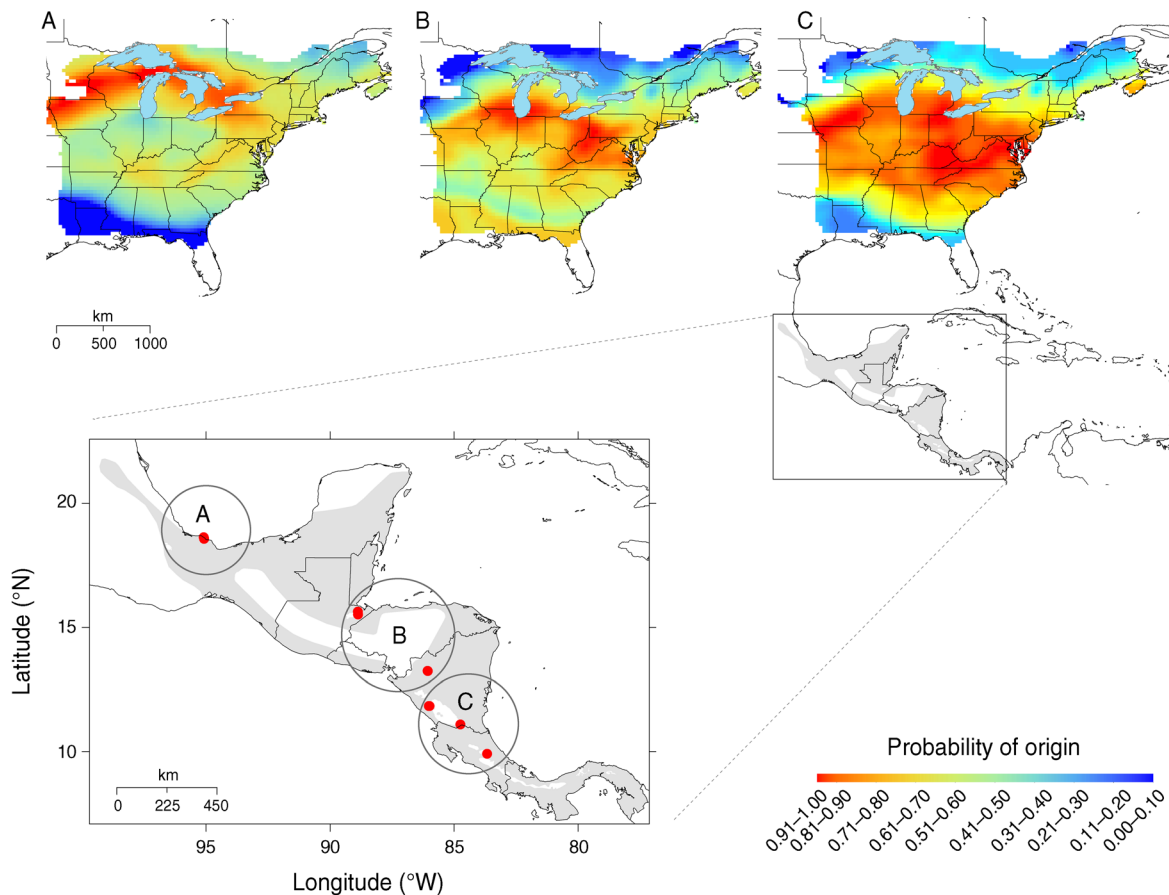 A
B
C
km
0 500 1000
A
B
C
20
15
10
Latitude (°N)
km
0 225 450
95 90 85 80
Longitude (°W)
Probability of origin
0.91–1.00
0.81–0.90
0.71–0.80
0.61–0.70
0.51–0.60
0.41–0.50
0.31–0.40
0.21–0.30
0.11–0.20
0.00–0.10